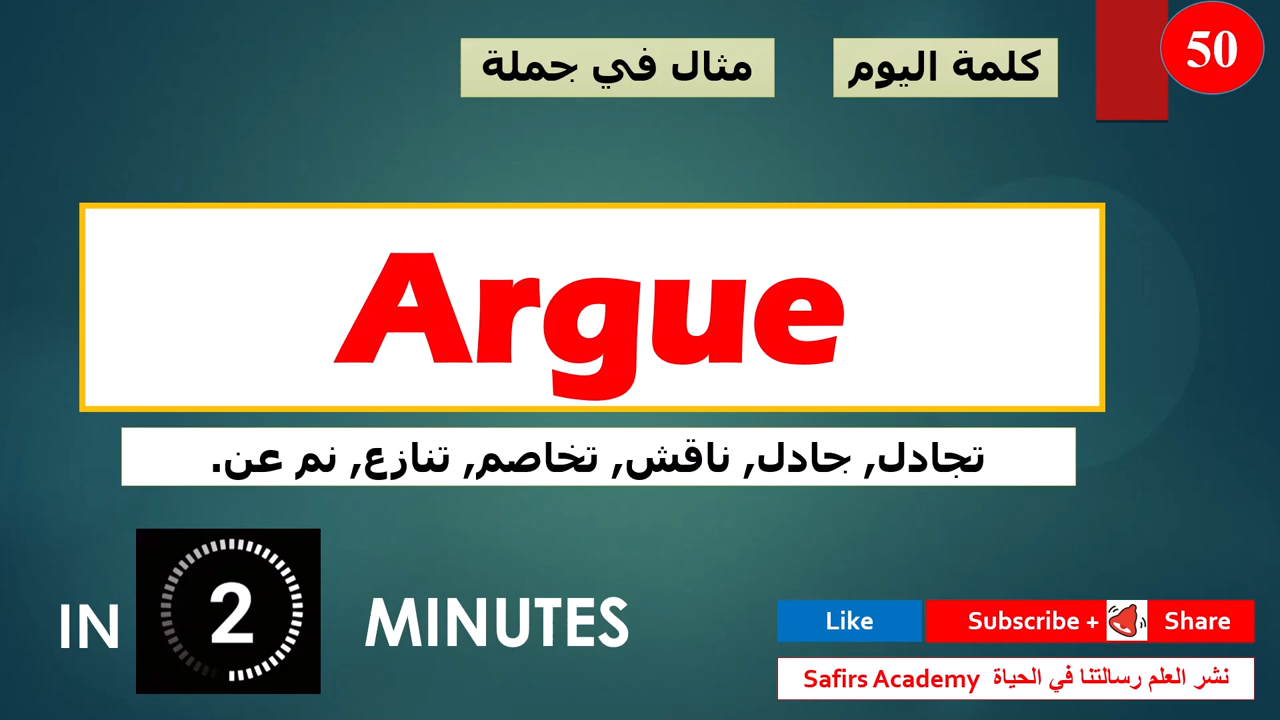 50
كلمة اليوم
مثال في جملة
Argue
تجادل, جادل, ناقش, تخاصم, تنازع, نم عن.
IN 2 MINUTES
Like Subscribe + Share
نشر العلم رسالتنا في الحياة Safirs Academy